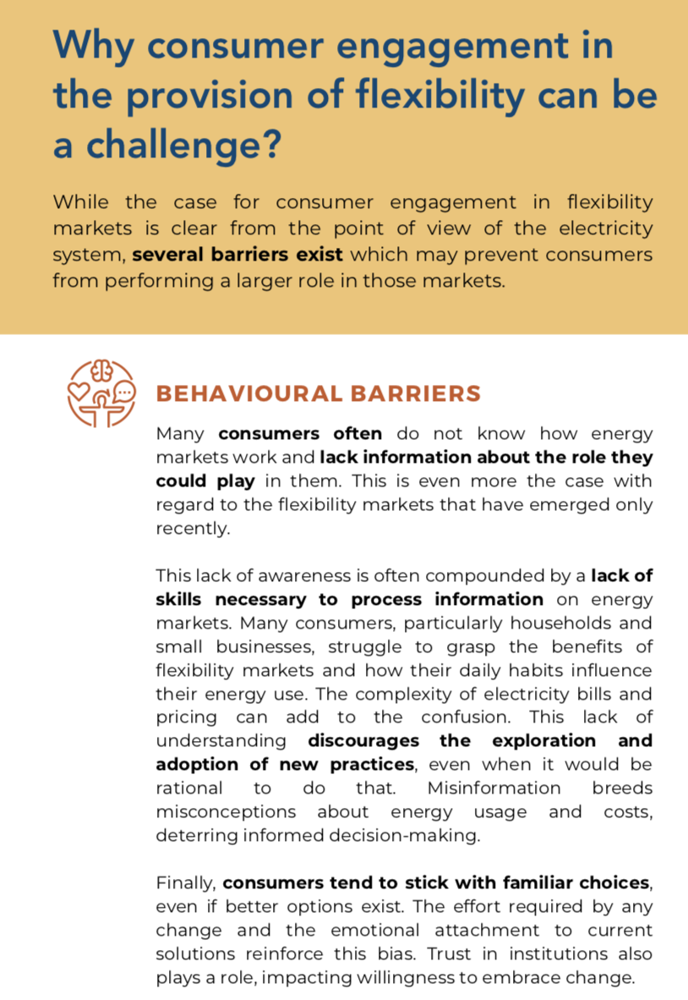 Why consumer engagement in
the provision of flexibility can be
a challenge?
While the case for consumer engagement in flexibility
markets is clear from the point of view of the electricity
system, several barriers exist which may prevent consumers
from performing a larger role in those markets.
BEHAVIOURAL BARRIERS
Many consumers often do not know how energy
markets work and lack information about the role they
could play in them. This is even more the case with
regard to the flexibility markets that have emerged only
recently.
This lack of awareness is often compounded by a lack of
skills necessary to process information on energy
markets. Many consumers, particularly households and
small businesses, struggle to grasp the benefits of
flexibility markets and how their daily habits influence
their energy use. The complexity of electricity bills and
pricing can add to the confusion. This lack of
understanding discourages the exploration and
adoption of new practices, even when it would be
rational to do that. Misinformation breeds
misconceptions about energy usage and costs,
deterring informed decision-making.
Finally, consumers tend to stick with familiar choices,
even if better options exist. The effort required by any
change and the emotional attachment to current
solutions reinforce this bias. Trust in institutions also
plays a role, impacting willingness to embrace change.